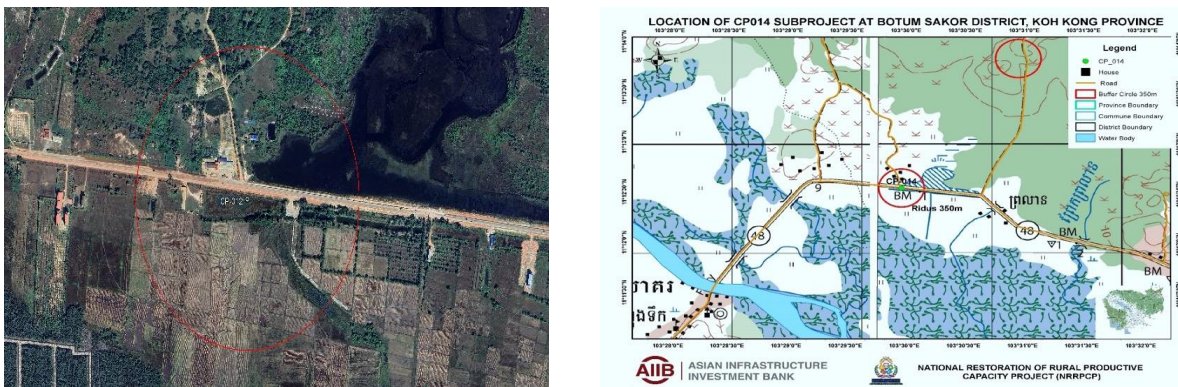 CP-012-P
LOCATION OF CP014 SUBPROJECT AT BOTUM SAKOR DISTRICT, KOH KONG PROVINCE
103°28'0"E 103°28'30"E 103°29'0"E 103°29'30"E 103°30'0"E 103°30'30"E 103°31'0"E 103°31'30"E 103°32'0"E
Legend
CP_014
House
Road
Buffer Circle 350m
Province Boundary
Commune Boundary
District Boundary
Water Body
CP-014
9
BM
Ridus 350m
ព្រលាន
48
48
BM
1
BM
103°28'0"E 103°28'30"E 103°29'0"E 103°29'30"E 103°30'0"E 103°30'30"E 103°31'0"E 103°31'30"E 103°32'0"E
AIIB
ASIAN INFRASTRUCTURE
INVESTMENT BANK
NATIONAL RESTORATION OF RURAL PRODUCTIVE
CAPACITY PROJECT (NRRPCP)